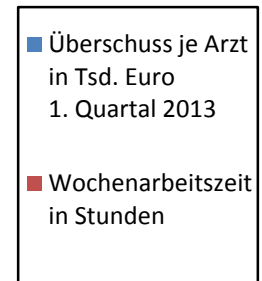 Überschuss je Arzt
in Tsd. Euro
1. Quartal 2013
Wochenarbeitszeit
in Stunden